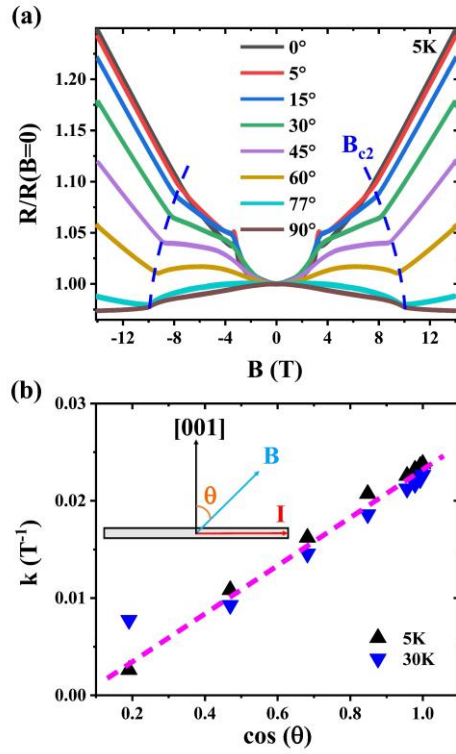 (a)
5K
0°
5°
15°
30°
45°
60°
77°
90°
B_c2
R/R(B=0)
1.20
1.15
1.10
1.05
1.00
-12 -8 -4 0 4 8 12
B (T)
(b)
[001]
B
θ
I
k (T⁻¹)
0.03
0.02
0.01
0.00
5K
30K
0.2 0.4 0.6 0.8 1.0
cos (θ)